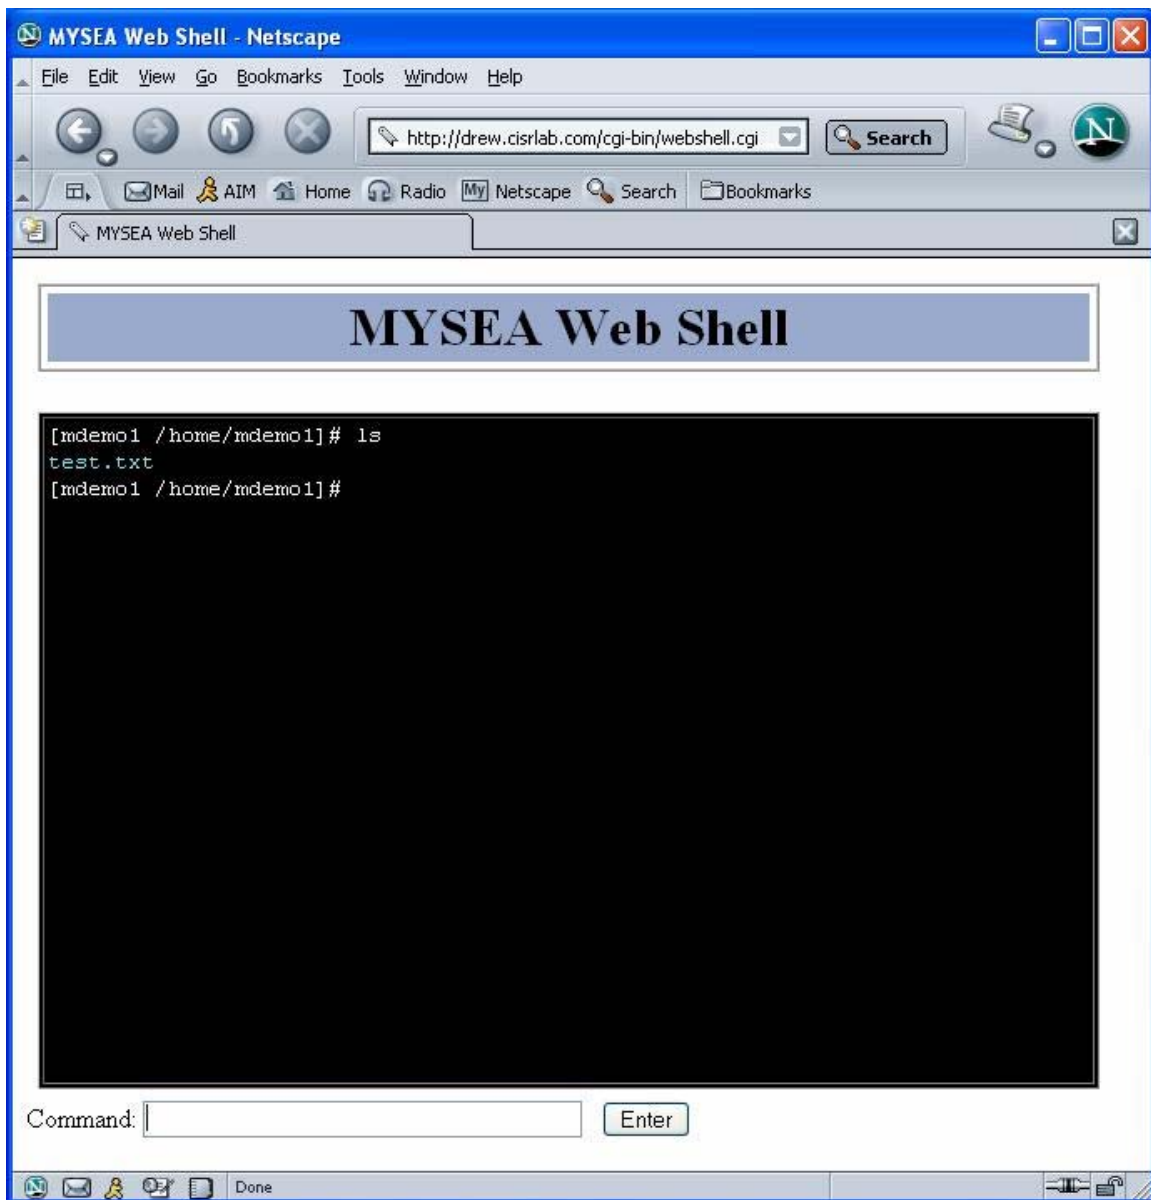 MYSEA Web Shell - Netscape
File Edit View Go Bookmarks Tools Window Help
http://drew.cisrlab.com/cgi-bin/webshell.cgi Search N
Mail AIM Home Radio My Netscape Search Bookmarks
MYSEA Web Shell
MYSEA Web Shell
[mdemo1 /home/mdemo1]# ls
test.txt
[mdemo1 /home/mdemo1]#
Command: Enter
Done